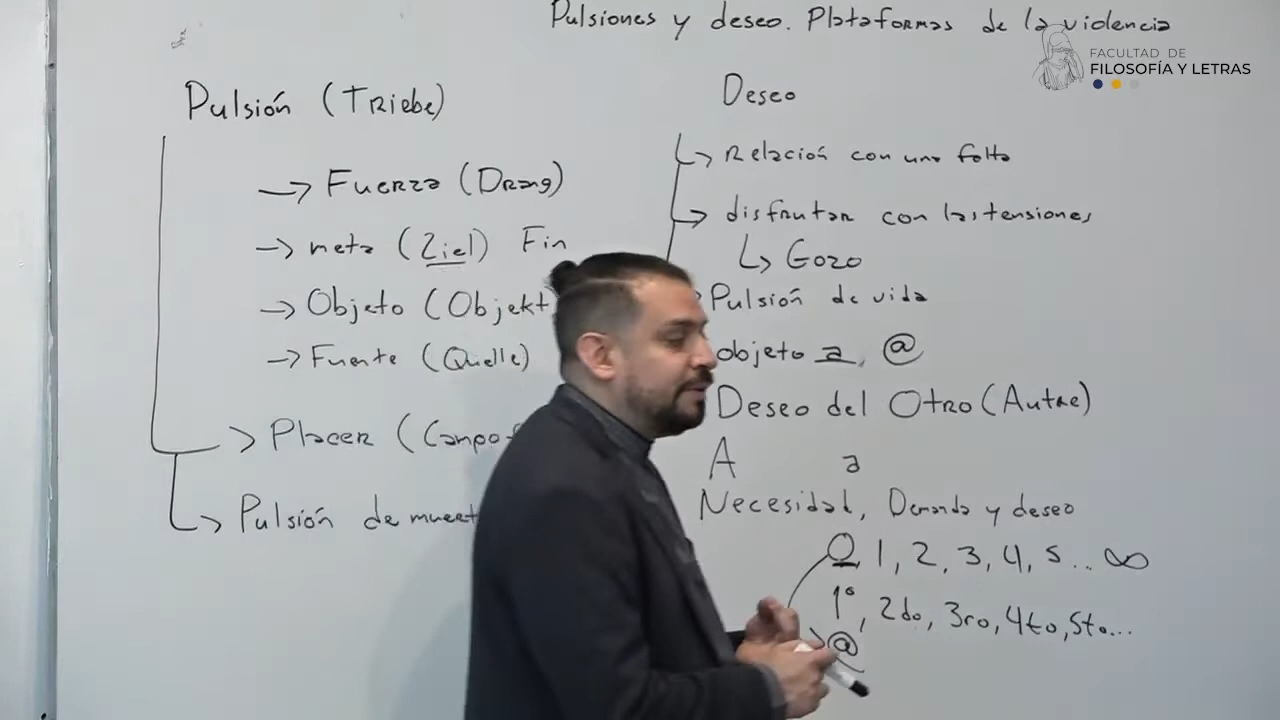 Pulsiones y deseo. Plataformas de la violencia
FACULTAD DE
FILOSOFÍA Y LETRAS
Pulsión (Triebe)
→ Fuerza (Drang)
→ meta (Ziel) Fin
→ Objeto (Objekt
→ Fuente (Quelle)
→ Placer (Campo
→ Pulsión de muert
Deseo
→ Relación con una falta
→ disfrutar con las tensiones
↳ Gozo
Pulsión de vida
objeto a, @
Deseo del Otro (Autre)
A a
Necesidad, Demanda y deseo
0, 1, 2, 3, 4, 5... ∞
1°, 2do, 3ro, 4to, 5to...
@